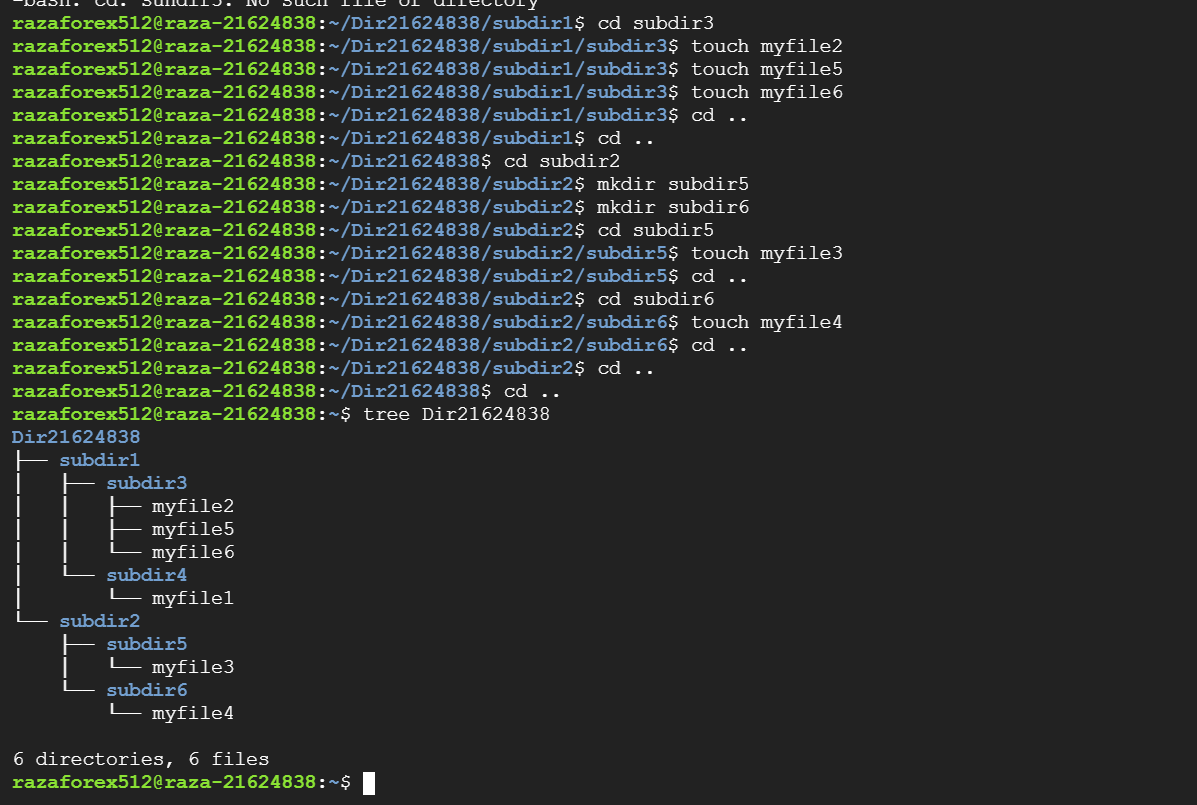 -bash: cd: sundir3: No such file or directory
razaforex512@raza-21624838:~/Dir21624838/subdir1$ cd subdir3
razaforex512@raza-21624838:~/Dir21624838/subdir1/subdir3$ touch myfile2
razaforex512@raza-21624838:~/Dir21624838/subdir1/subdir3$ touch myfile5
razaforex512@raza-21624838:~/Dir21624838/subdir1/subdir3$ touch myfile6
razaforex512@raza-21624838:~/Dir21624838/subdir1/subdir3$ cd ..
razaforex512@raza-21624838:~/Dir21624838/subdir1$ cd ..
razaforex512@raza-21624838:~/Dir21624838$ cd subdir2
razaforex512@raza-21624838:~/Dir21624838/subdir2$ mkdir subdir5
razaforex512@raza-21624838:~/Dir21624838/subdir2$ mkdir subdir6
razaforex512@raza-21624838:~/Dir21624838/subdir2$ cd subdir5
razaforex512@raza-21624838:~/Dir21624838/subdir2/subdir5$ touch myfile3
razaforex512@raza-21624838:~/Dir21624838/subdir2/subdir5$ cd ..
razaforex512@raza-21624838:~/Dir21624838/subdir2$ cd subdir6
razaforex512@raza-21624838:~/Dir21624838/subdir2/subdir6$ touch myfile4
razaforex512@raza-21624838:~/Dir21624838/subdir2/subdir6$ cd ..
razaforex512@raza-21624838:~/Dir21624838/subdir2$ cd ..
razaforex512@raza-21624838:~/Dir21624838$ cd ..
razaforex512@raza-21624838:~$ tree Dir21624838
Dir21624838
├── subdir1
│   ├── subdir3
│   │   ├── myfile2
│   │   ├── myfile5
│   │   └── myfile6
│   └── subdir4
│       └── myfile1
└── subdir2
    ├── subdir5
    │   └── myfile3
    └── subdir6
        └── myfile4
6 directories, 6 files
razaforex512@raza-21624838:~$